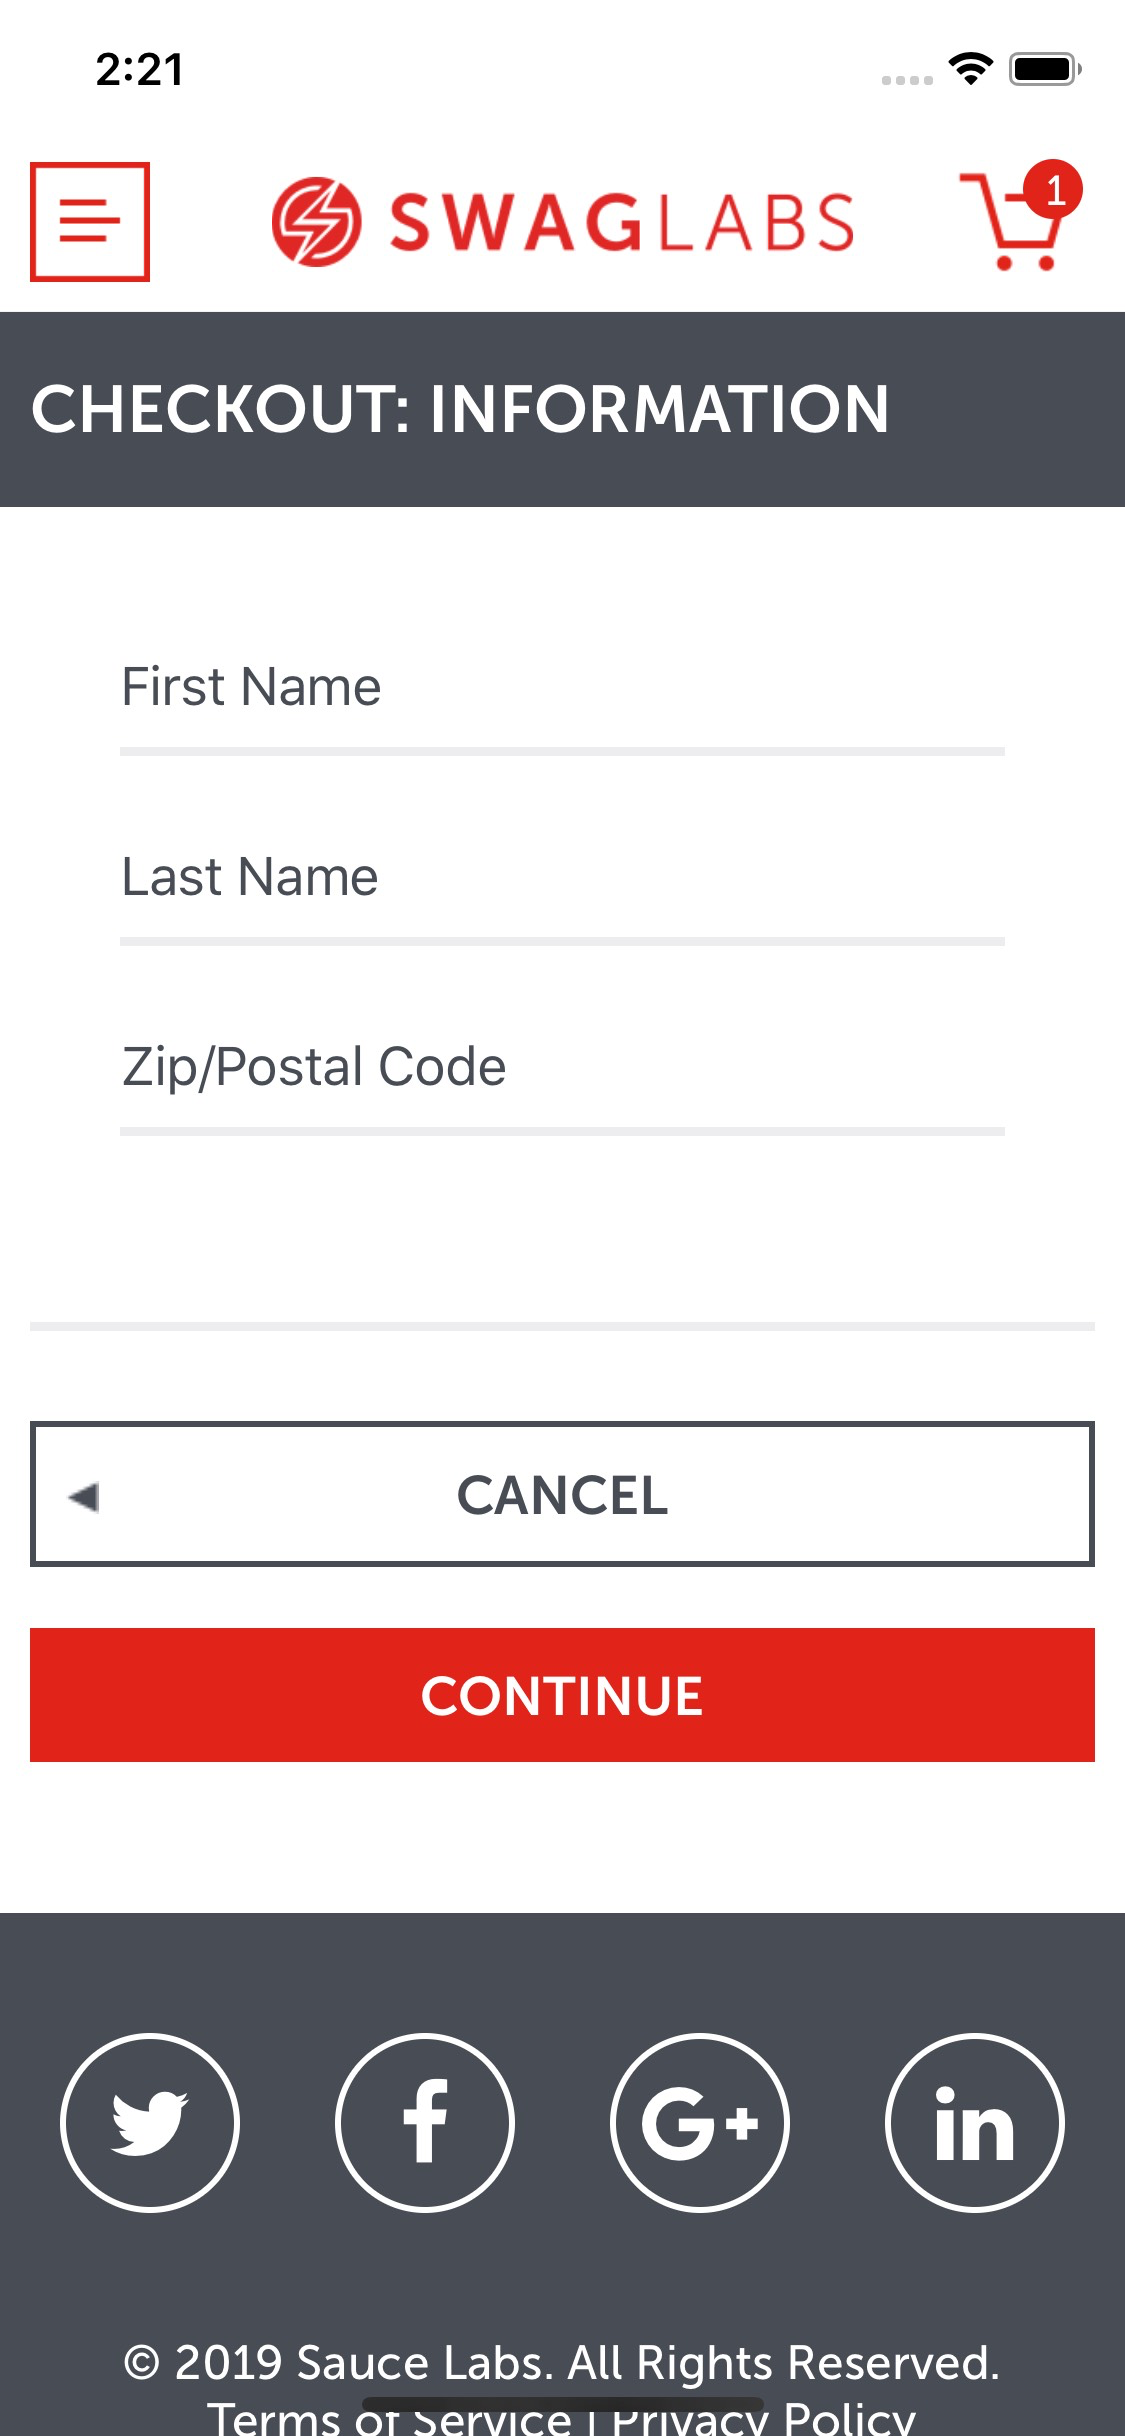 2:21
SWAGLABS
1
CHECKOUT: INFORMATION
First Name
Last Name
Zip/Postal Code
CANCEL
CONTINUE
f
G+
in
© 2019 Sauce Labs. All Rights Reserved.
Terms of Service | Privacy Policy